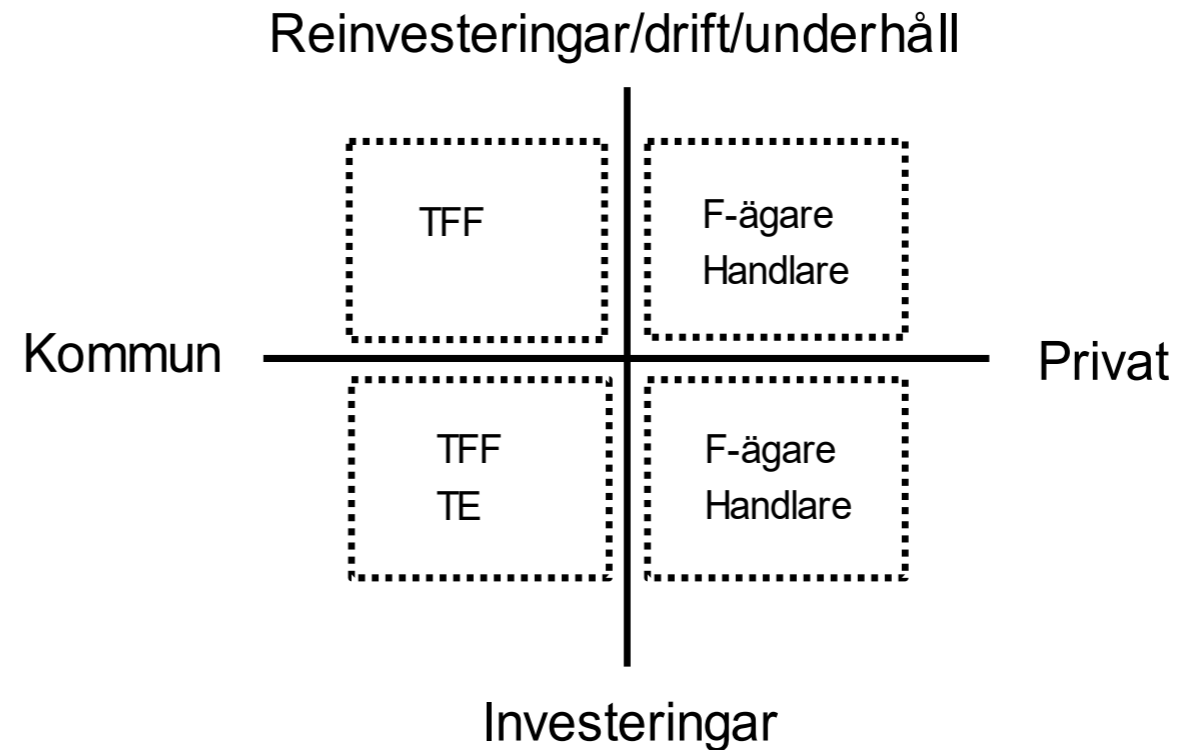 Reinvesteringar/drift/underhåll
TFF
F-ägare
Handlare
Kommun
Privat
TFF
TE
F-ägare
Handlare
Investeringar